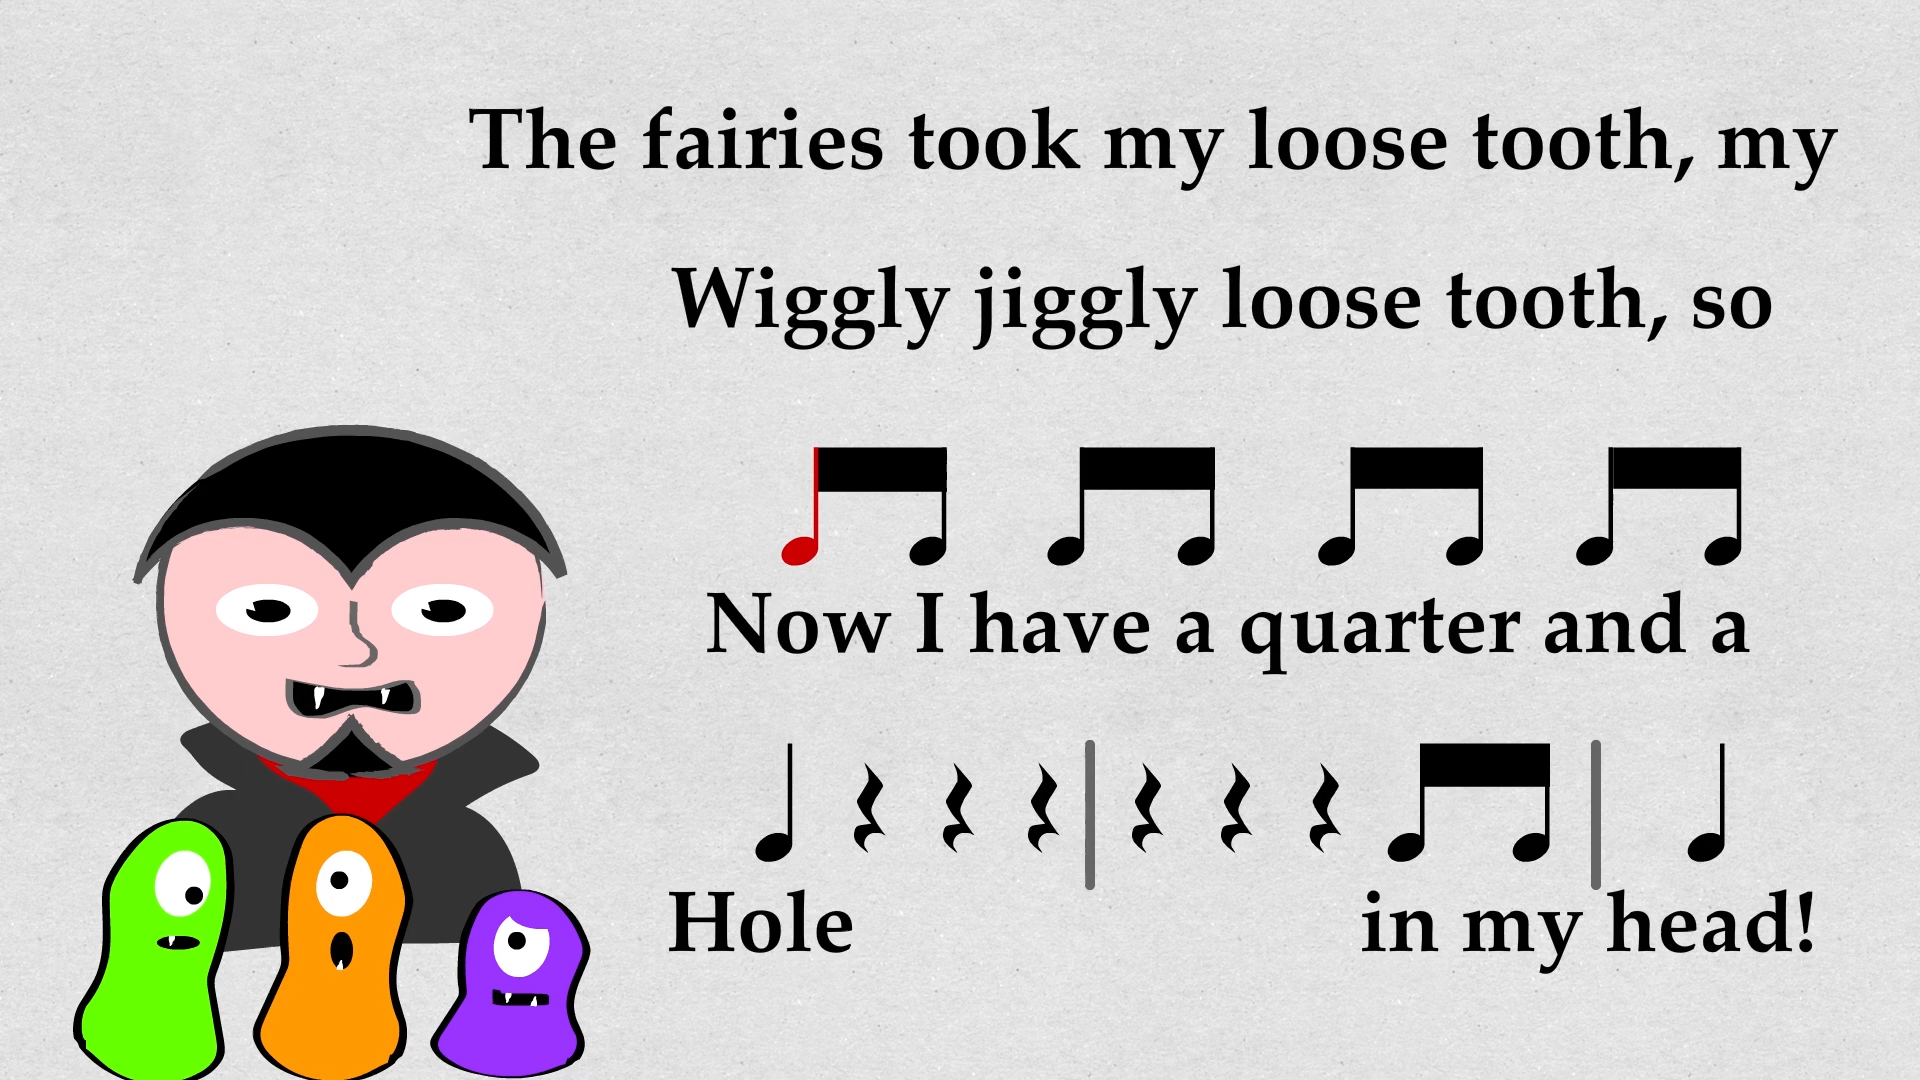 The fairies took my loose tooth, my
Wiggly jiggly loose tooth, so
Now I have a quarter and a
Hole in my head!